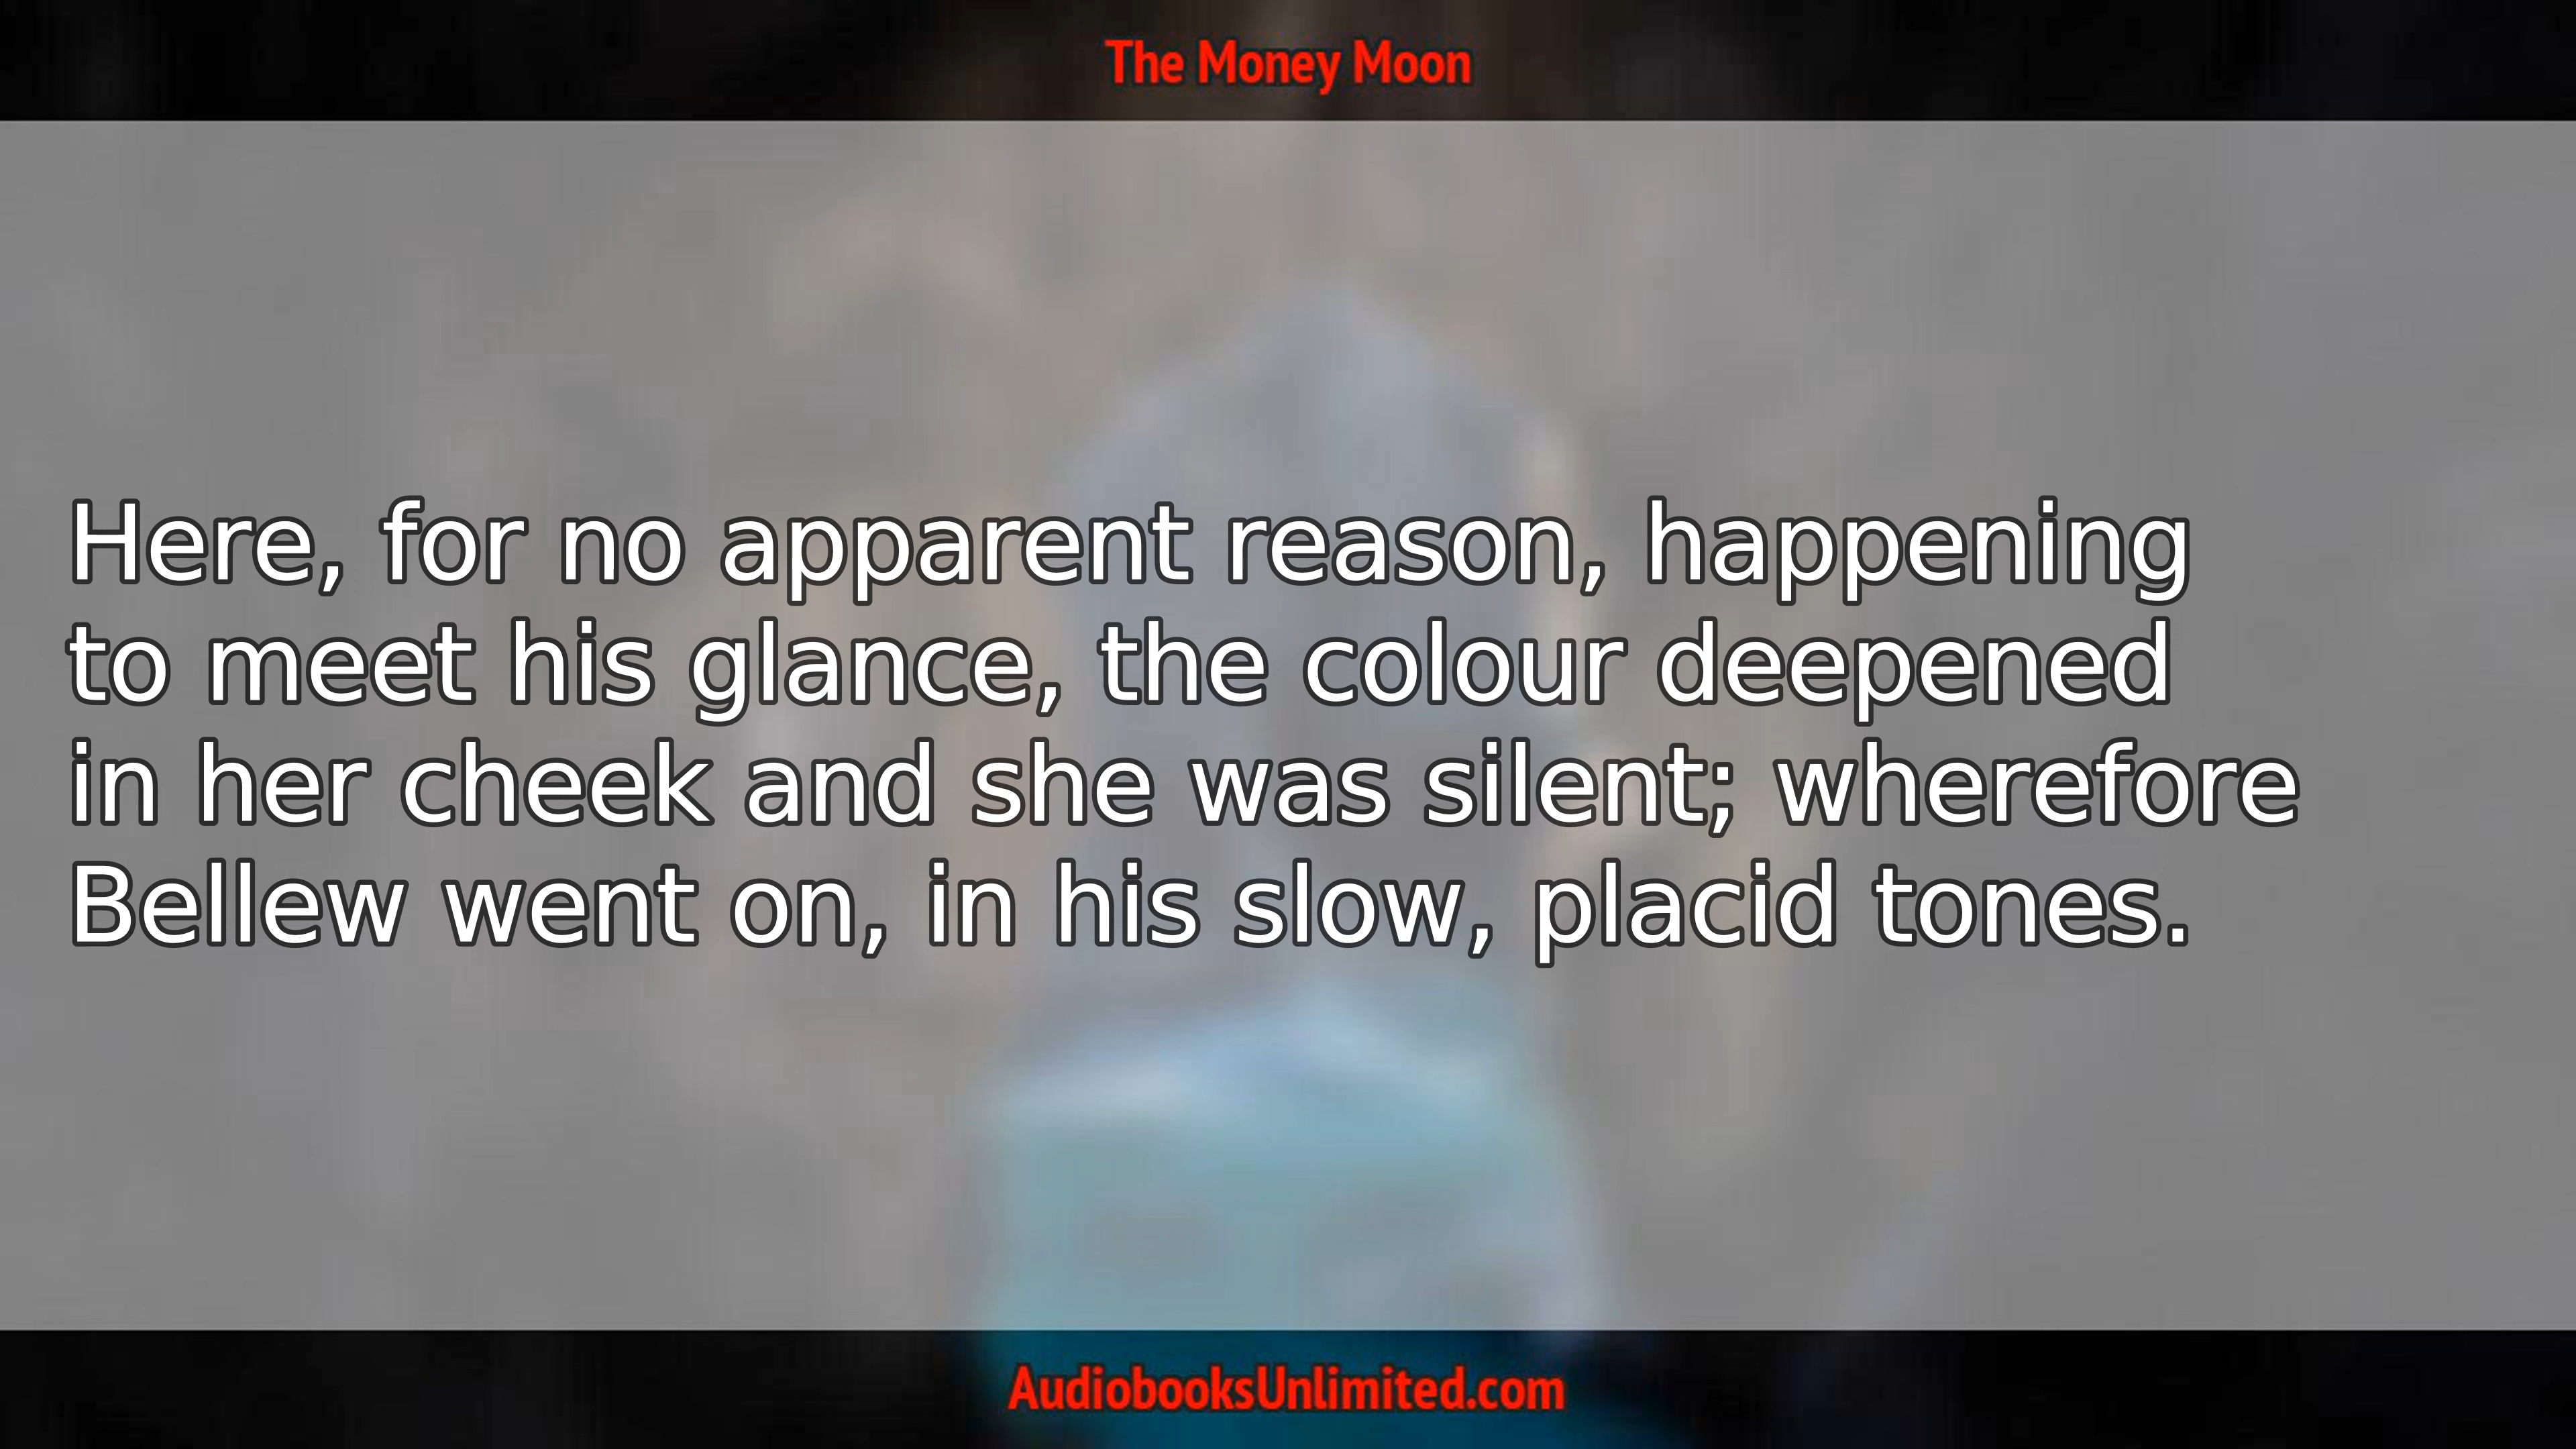 The Money Moon
Here, for no apparent reason, happening
to meet his glance, the colour deepened
in her cheek and she was silent; wherefore
Bellew went on, in his slow, placid tones.
AudiobooksUnlimited.com